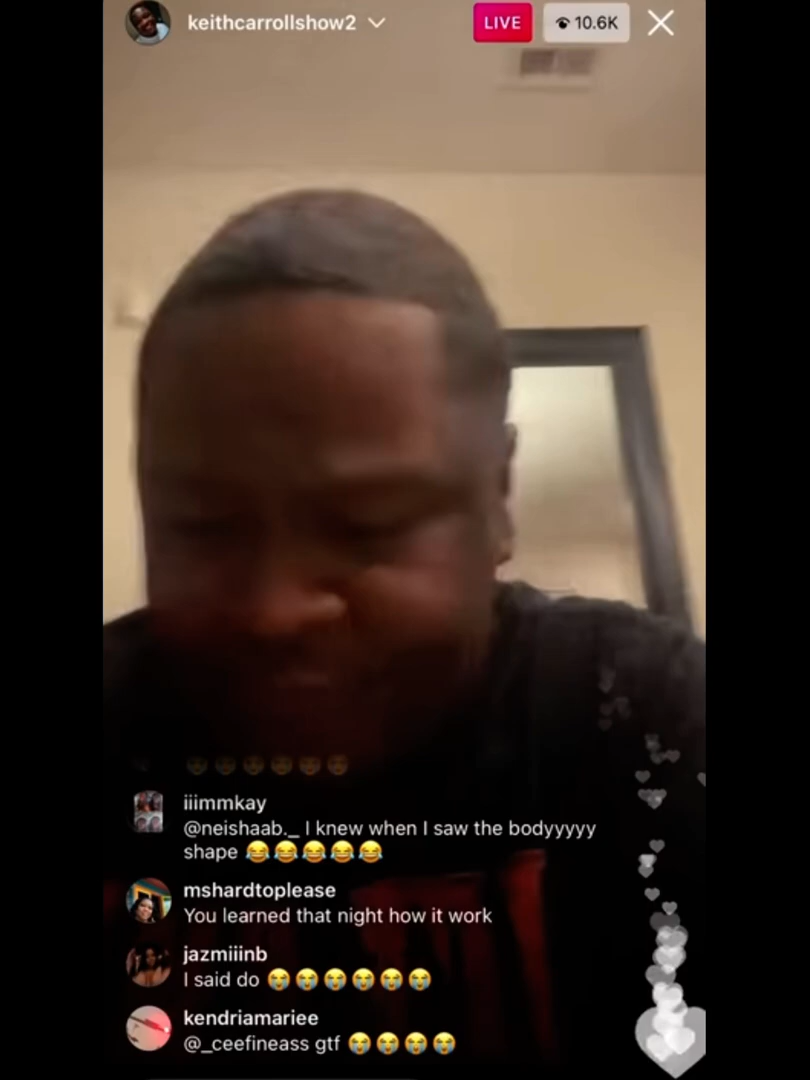 keithcarrollshow2
LIVE
10.6K
iiimmkay
@neishaab._ I knew when I saw the bodyyyyy
shape 😂😂😂😂😂
mshardtoplease
You learned that night how it work
jazmiiinb
I said do 😭😭😭😭😭😭
kendriamariee
@_ceefineass gtf 😭😭😭😭